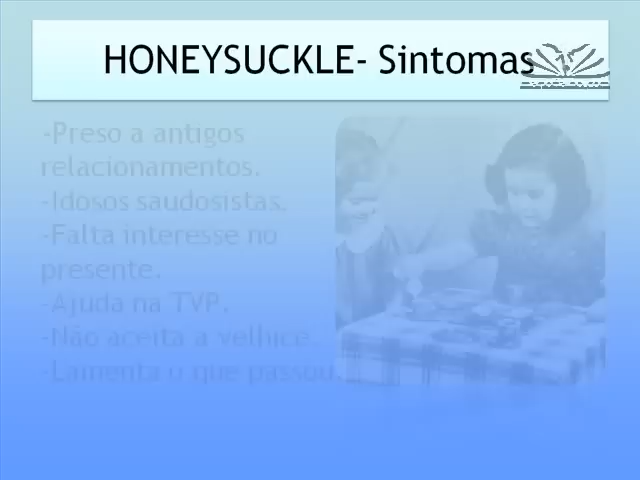 HONEYSUCKLE- Sintomas
-Preso a antigos
relacionamentos.
-Idosos saudosistas.
-Falta interesse no
presente.
-Ajuda na TVP.
-Não aceita a velhice.
-Lamenta o que passou.